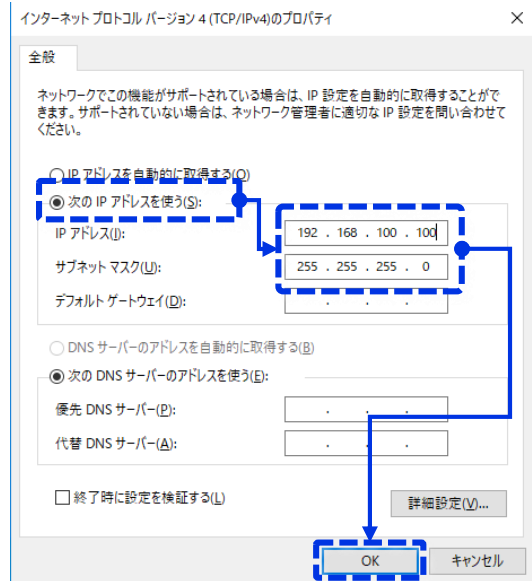 インターネット プロトコル バージョン 4 (TCP/IPv4)のプロパティ
全般
ネットワークでこの機能がサポートされている場合は、IP 設定を自動的に取得することがで
きます。サポートされていない場合は、ネットワーク管理者に適切な IP 設定を問い合わせて
ください。
IP アドレスを自動的に取得する(O)
次の IP アドレスを使う(S):
IP アドレス(I): 192 . 168 . 100 . 100
サブネット マスク(U): 255 . 255 . 255 . 0
デフォルト ゲートウェイ(D): . . .
DNS サーバーのアドレスを自動的に取得する(B)
次の DNS サーバーのアドレスを使う(E):
優先 DNS サーバー(P): . . .
代替 DNS サーバー(A): . . .
終了時に設定を検証する(L)
詳細設定(V)...
OK キャンセル